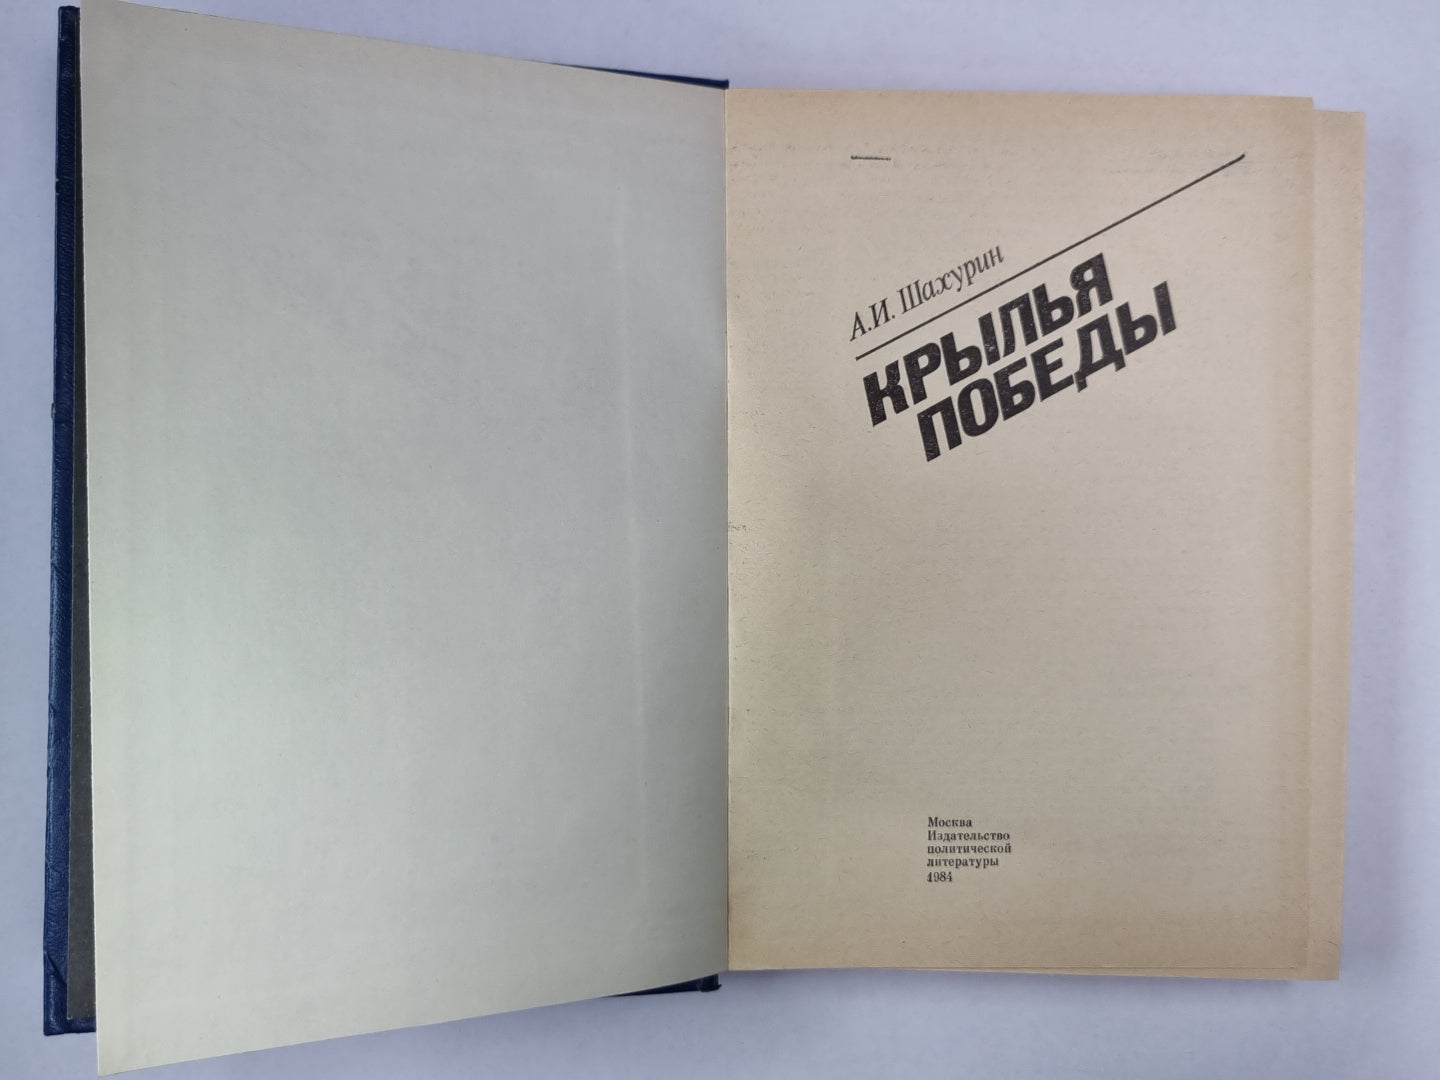 А.И. Шахурин
КРЫЛЬЯ
ПОБЕДЫ
Москва
Издательство
политической
литературы
1984